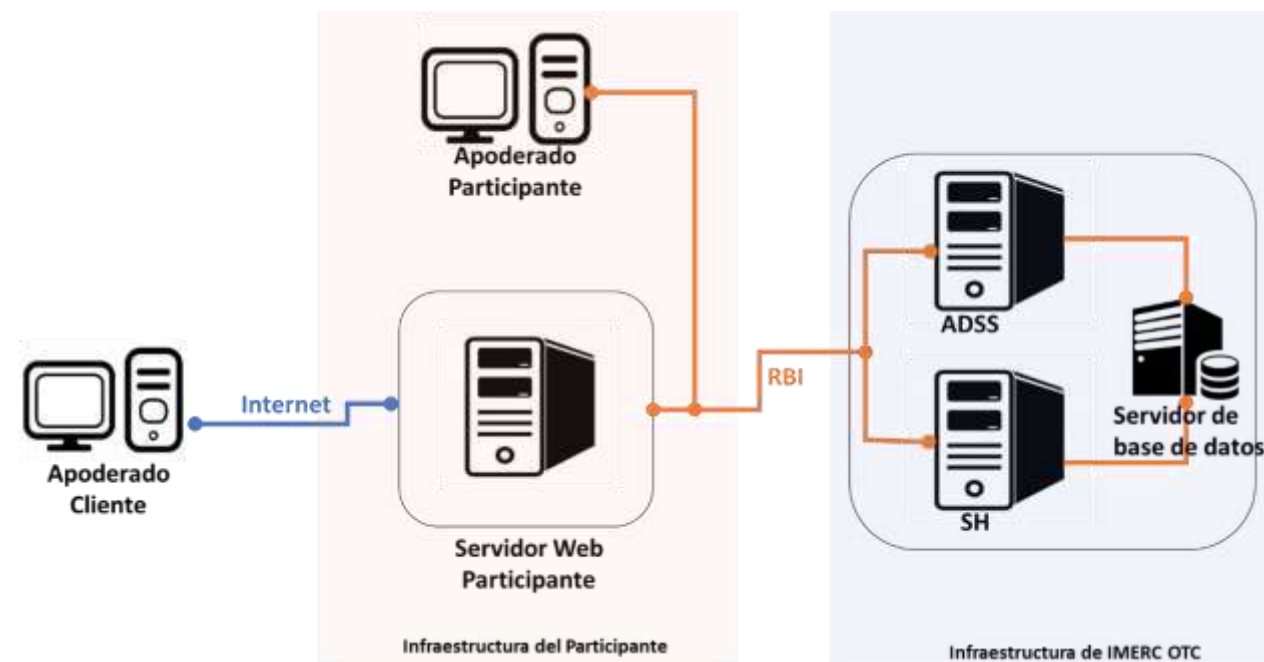 Apoderado
Participante
ADSS
RBI
Internet
Servidor de
base de datos
Apoderado
Cliente
SH
Servidor Web
Participante
Infraestructura del Participante
Infraestructura de IMERC OTC